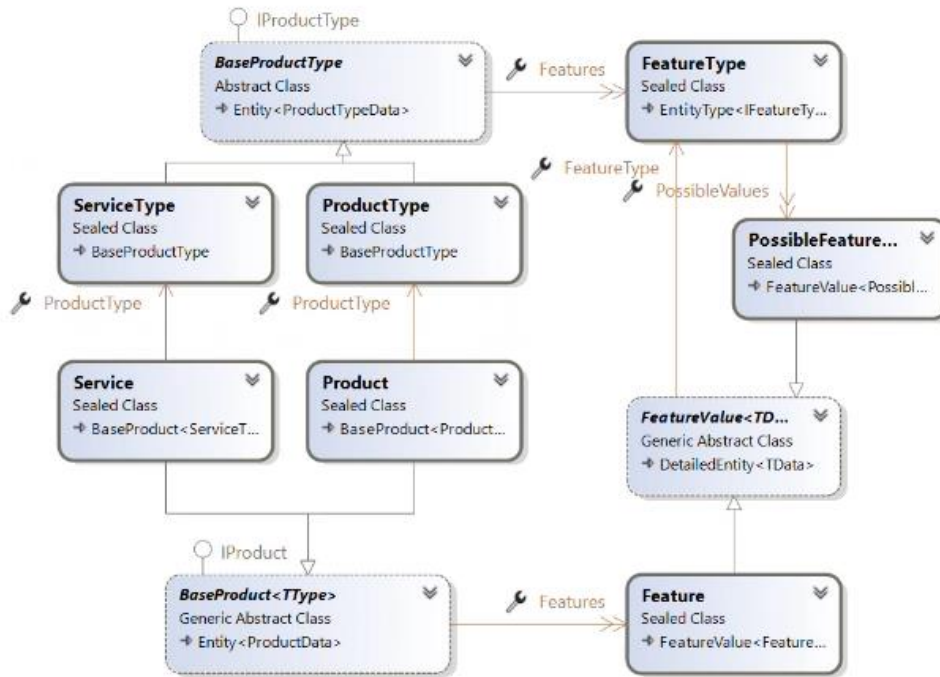 IProductType
BaseProductType
Abstract Class
Entity<ProductTypeData>
Features
FeatureType
Sealed Class
EntityType<IFeatureTy...
FeatureType
PossibleValues
ServiceType
Sealed Class
BaseProductType
ProductType
Sealed Class
BaseProductType
PossibleFeature...
Sealed Class
FeatureValue<Possibl...
ProductType
ProductType
Service
Sealed Class
BaseProduct<ServiceT...
Product
Sealed Class
BaseProduct<Product...
FeatureValue<TD...
Generic Abstract Class
DetailedEntity<TData>
IProduct
BaseProduct<TType>
Generic Abstract Class
Entity<ProductData>
Features
Feature
Sealed Class
FeatureValue<Feature...